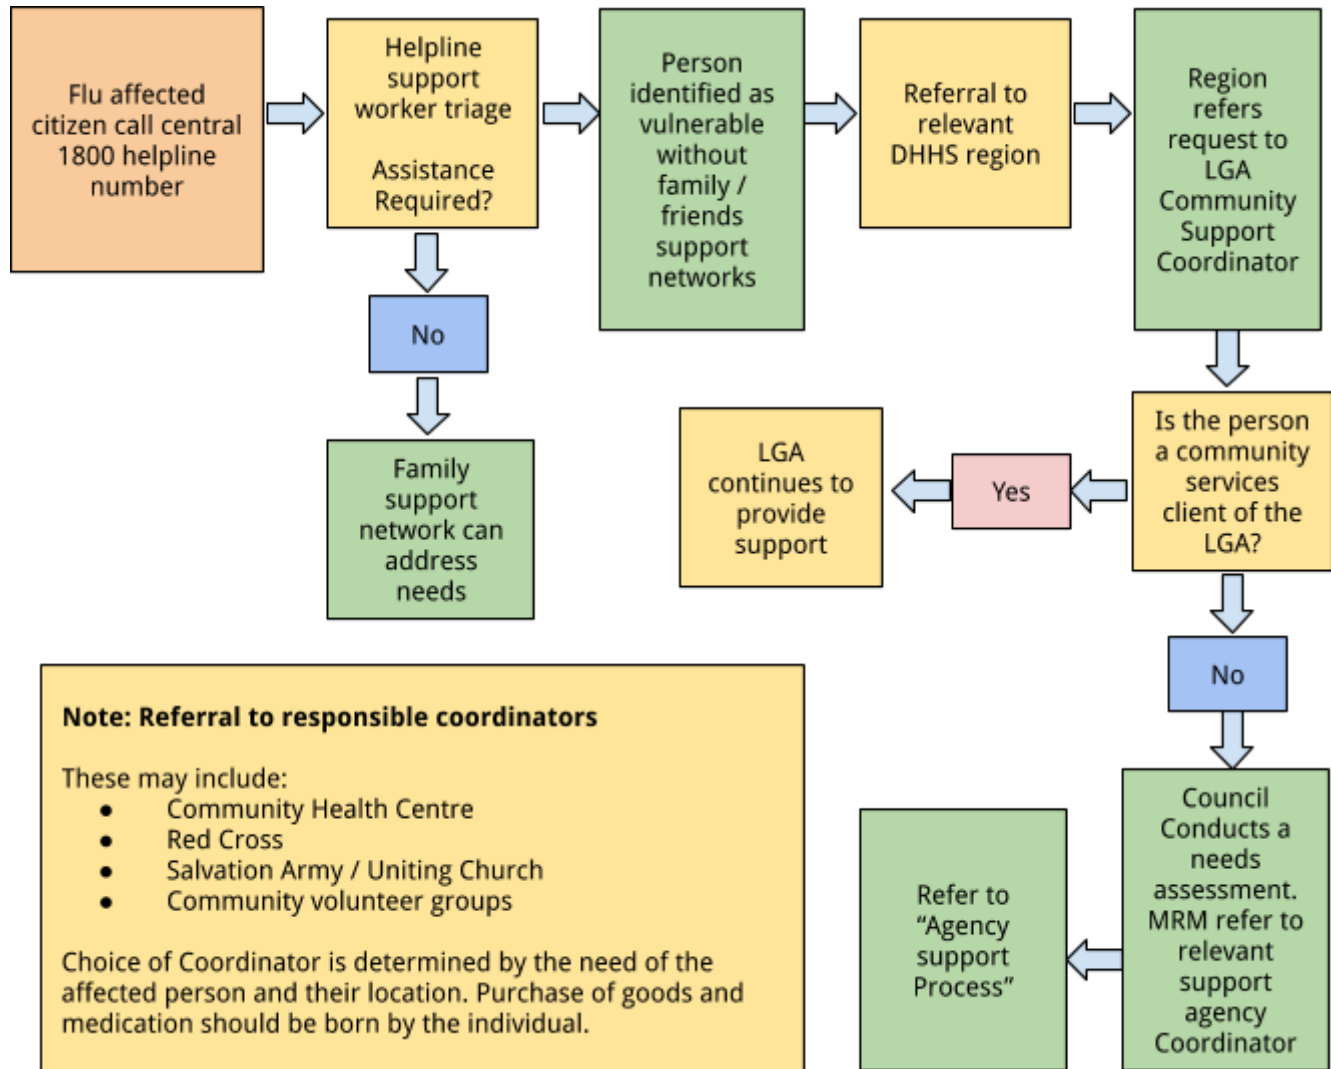 Flu affected
citizen call central
1800 helpline
number
Helpline
support
worker triage
Assistance
Required?
No
Family
support
network can
address
needs
Person
identified as
vulnerable
without
family /
friends
support
networks
Referral to
relevant
DHHS region
Region
refers
request to
LGA
Community
Support
Coordinator
Is the person
a community
services
client of the
LGA?
Yes
LGA
continues to
provide
support
No
Council
Conducts a
needs
assessment.
MRM refer to
relevant
support
agency
Coordinator
Refer to
“Agency
support
Process”
Note: Referral to responsible coordinators
These may include:
● Community Health Centre
● Red Cross
● Salvation Army / Uniting Church
● Community volunteer groups
Choice of Coordinator is determined by the need of the
affected person and their location. Purchase of goods and
medication should be born by the individual.